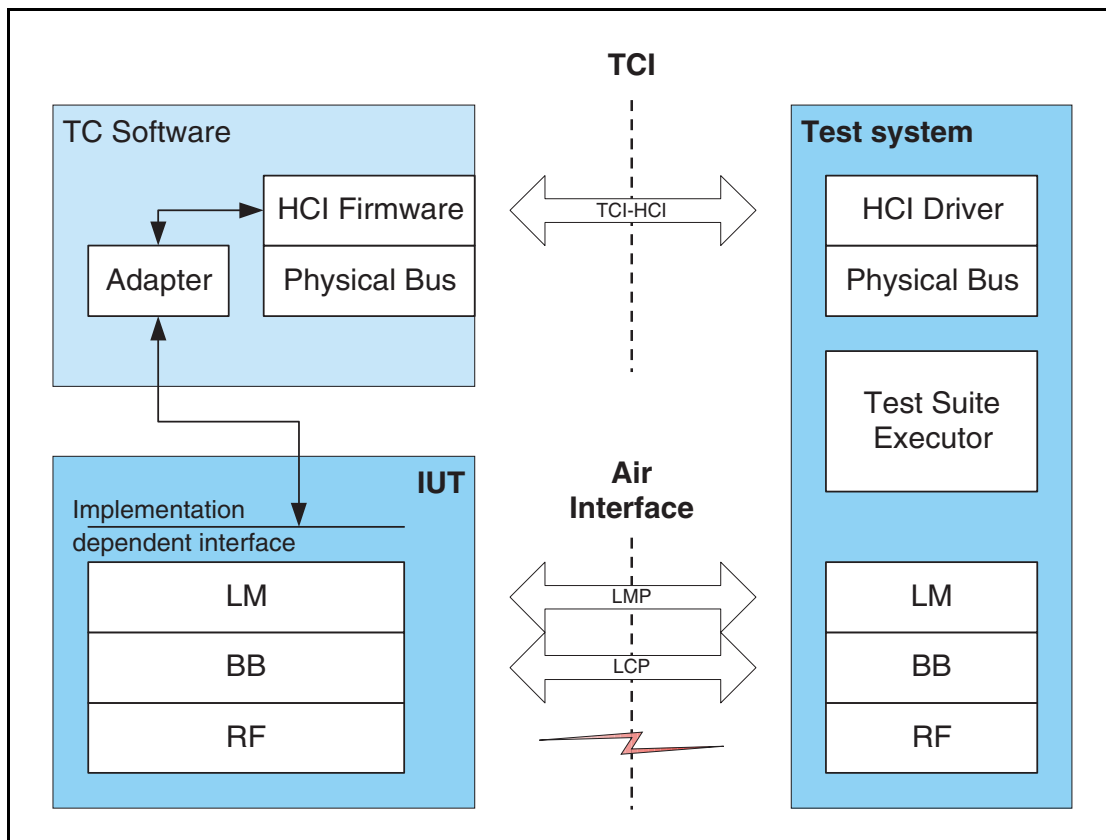 TCI
TC Software
HCI Firmware
Adapter
Physical Bus
TCI-HCI
Test system
HCI Driver
Physical Bus
Test Suite
Executor
IUT
Implementation
dependent interface
LM
BB
RF
Air
Interface
LMP
LCP
LM
BB
RF